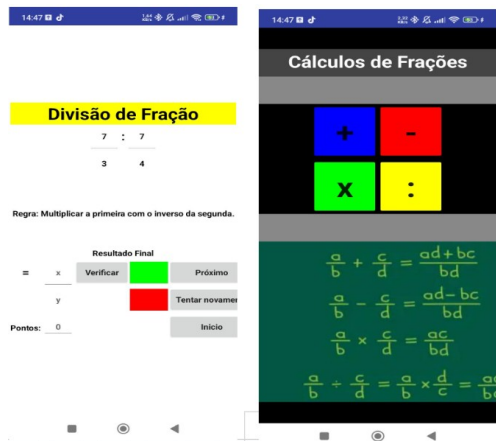 14:47
Divisão de Fração
7 : 7
3 4
Regra: Multiplicar a primeira com o inverso da segunda.
Resultado Final
= x Verificar Próximo
y Tentar novamen
Pontos: 0 Início
14:47
Cálculos de Frações
+ -
x :
a/b + c/d = ad+bc/bd
a/b - c/d = ad-bc/bd
a/b × c/d = ac/bd
a/b ÷ c/d = a/b × d/c =